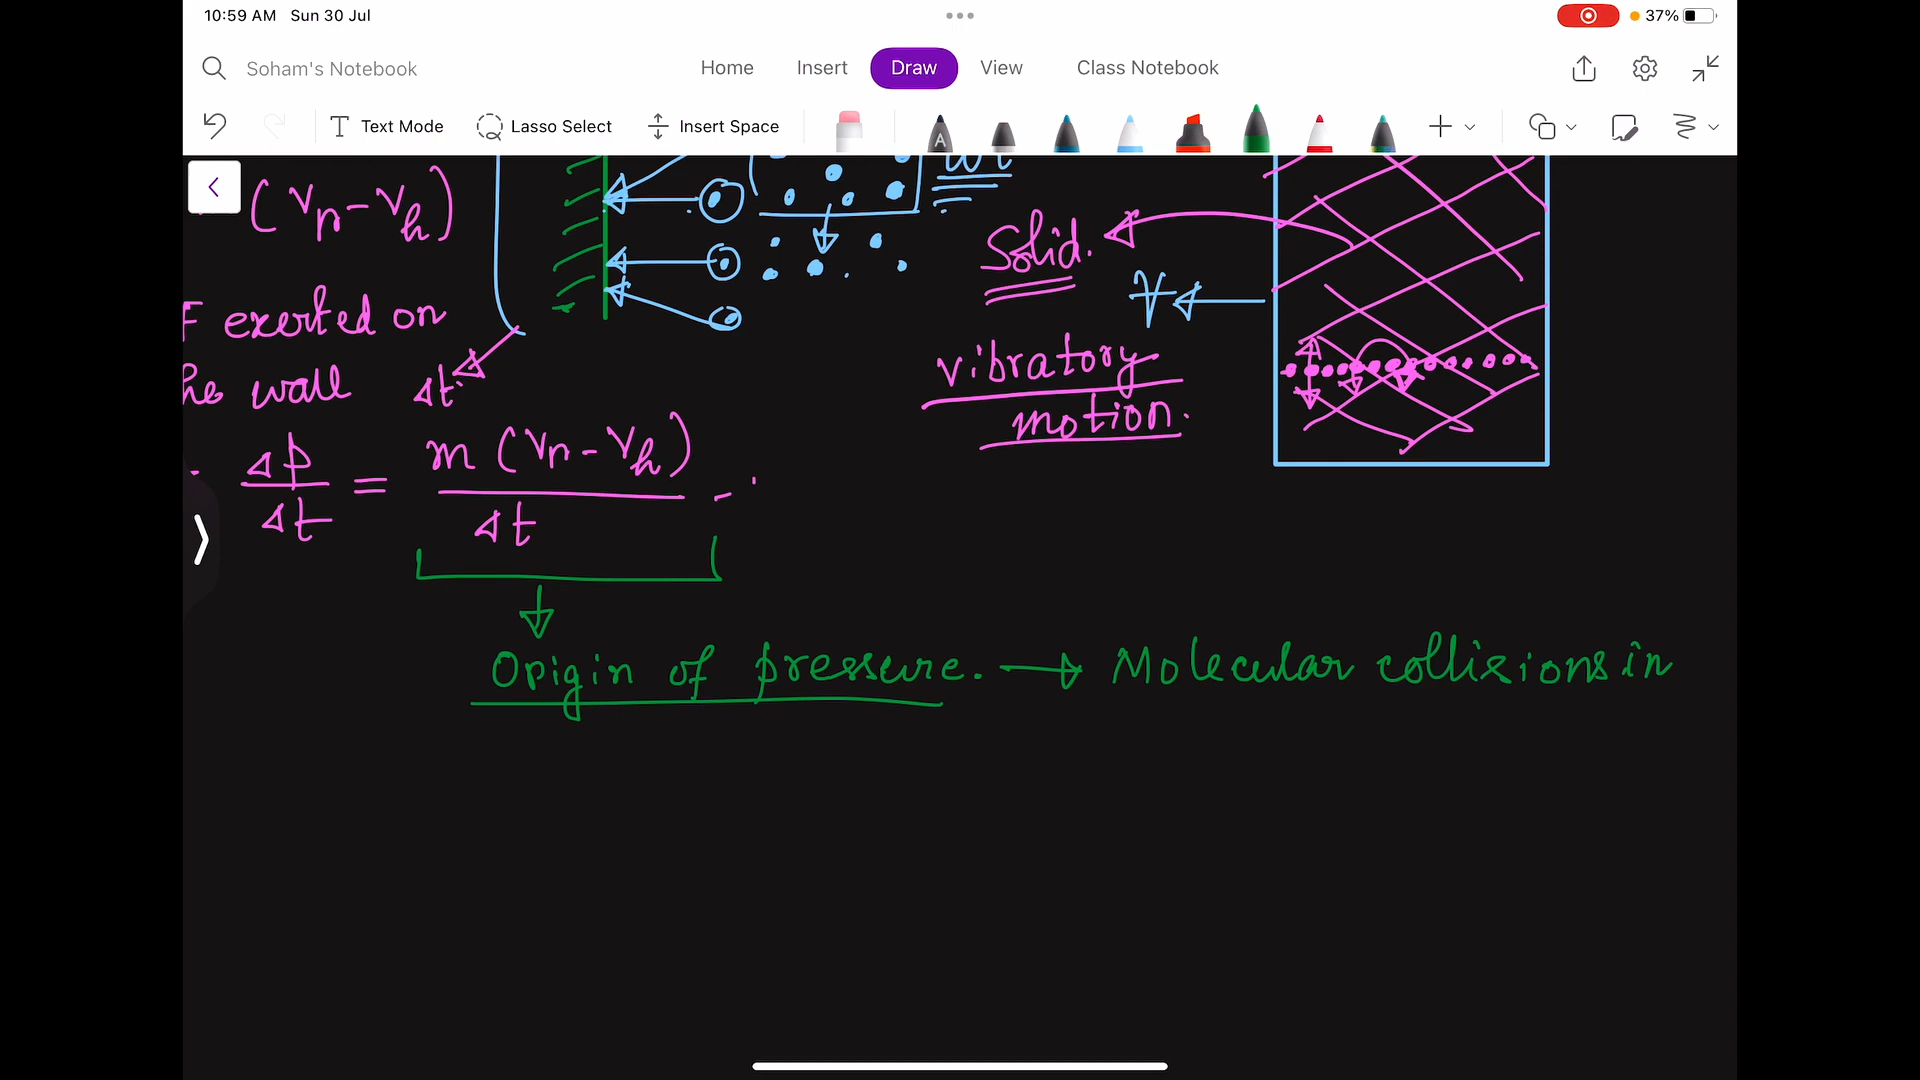 10:59 AM Sun 30 Jul
37%
Soham's Notebook
Home Insert Draw View Class Notebook
Text Mode Lasso Select Insert Space
A
(Vn - Vh)
Solid.
F exerted on
he wall Δt
vibratory
motion.
Δp/Δt = m (Vn - Vh)/Δt
Origin of pressure. → Molecular collisions in